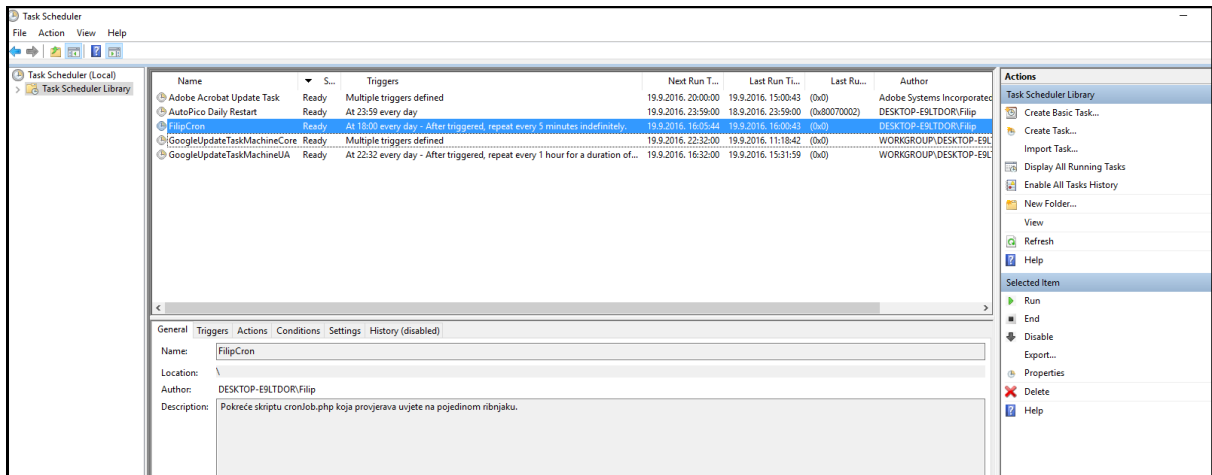 Task Scheduler
File Action View Help
Task Scheduler (Local)
Task Scheduler Library
Name S... Triggers Next Run T... Last Run Ti... Last Ru... Author
Adobe Acrobat Update Task Ready Multiple triggers defined 19.9.2016. 20:00:00 19.9.2016. 15:00:43 (0x0) Adobe Systems Incorporated
AutoPico Daily Restart Ready At 23:59 every day 19.9.2016. 23:59:00 18.9.2016. 23:59:00 (0x80070002) DESKTOP-E9LTDOR\Filip
FilipCron Ready At 18:00 every day - After triggered, repeat every 5 minutes indefinitely. 19.9.2016. 16:05:44 19.9.2016. 16:00:43 (0x0) DESKTOP-E9LTDOR\Filip
GoogleUpdateTaskMachineCore Ready Multiple triggers defined 19.9.2016. 22:32:00 19.9.2016. 11:18:42 (0x0) WORKGROUP\DESKTOP-E9L
GoogleUpdateTaskMachineUA Ready At 22:32 every day - After triggered, repeat every 1 hour for a duration of... 19.9.2016. 16:32:00 19.9.2016. 15:31:59 (0x0) WORKGROUP\DESKTOP-E9L
General Triggers Actions Conditions Settings History (disabled)
Name: FilipCron
Location: \
Author: DESKTOP-E9LTDOR\Filip
Description: Pokreće skriptu cronJob.php koja provjerava uvjete na pojedinom ribnjaku.
Actions
Task Scheduler Library
Create Basic Task...
Create Task...
Import Task...
Display All Running Tasks
Enable All Tasks History
New Folder...
View
Refresh
Help
Selected Item
Run
End
Disable
Export...
Properties
Delete
Help